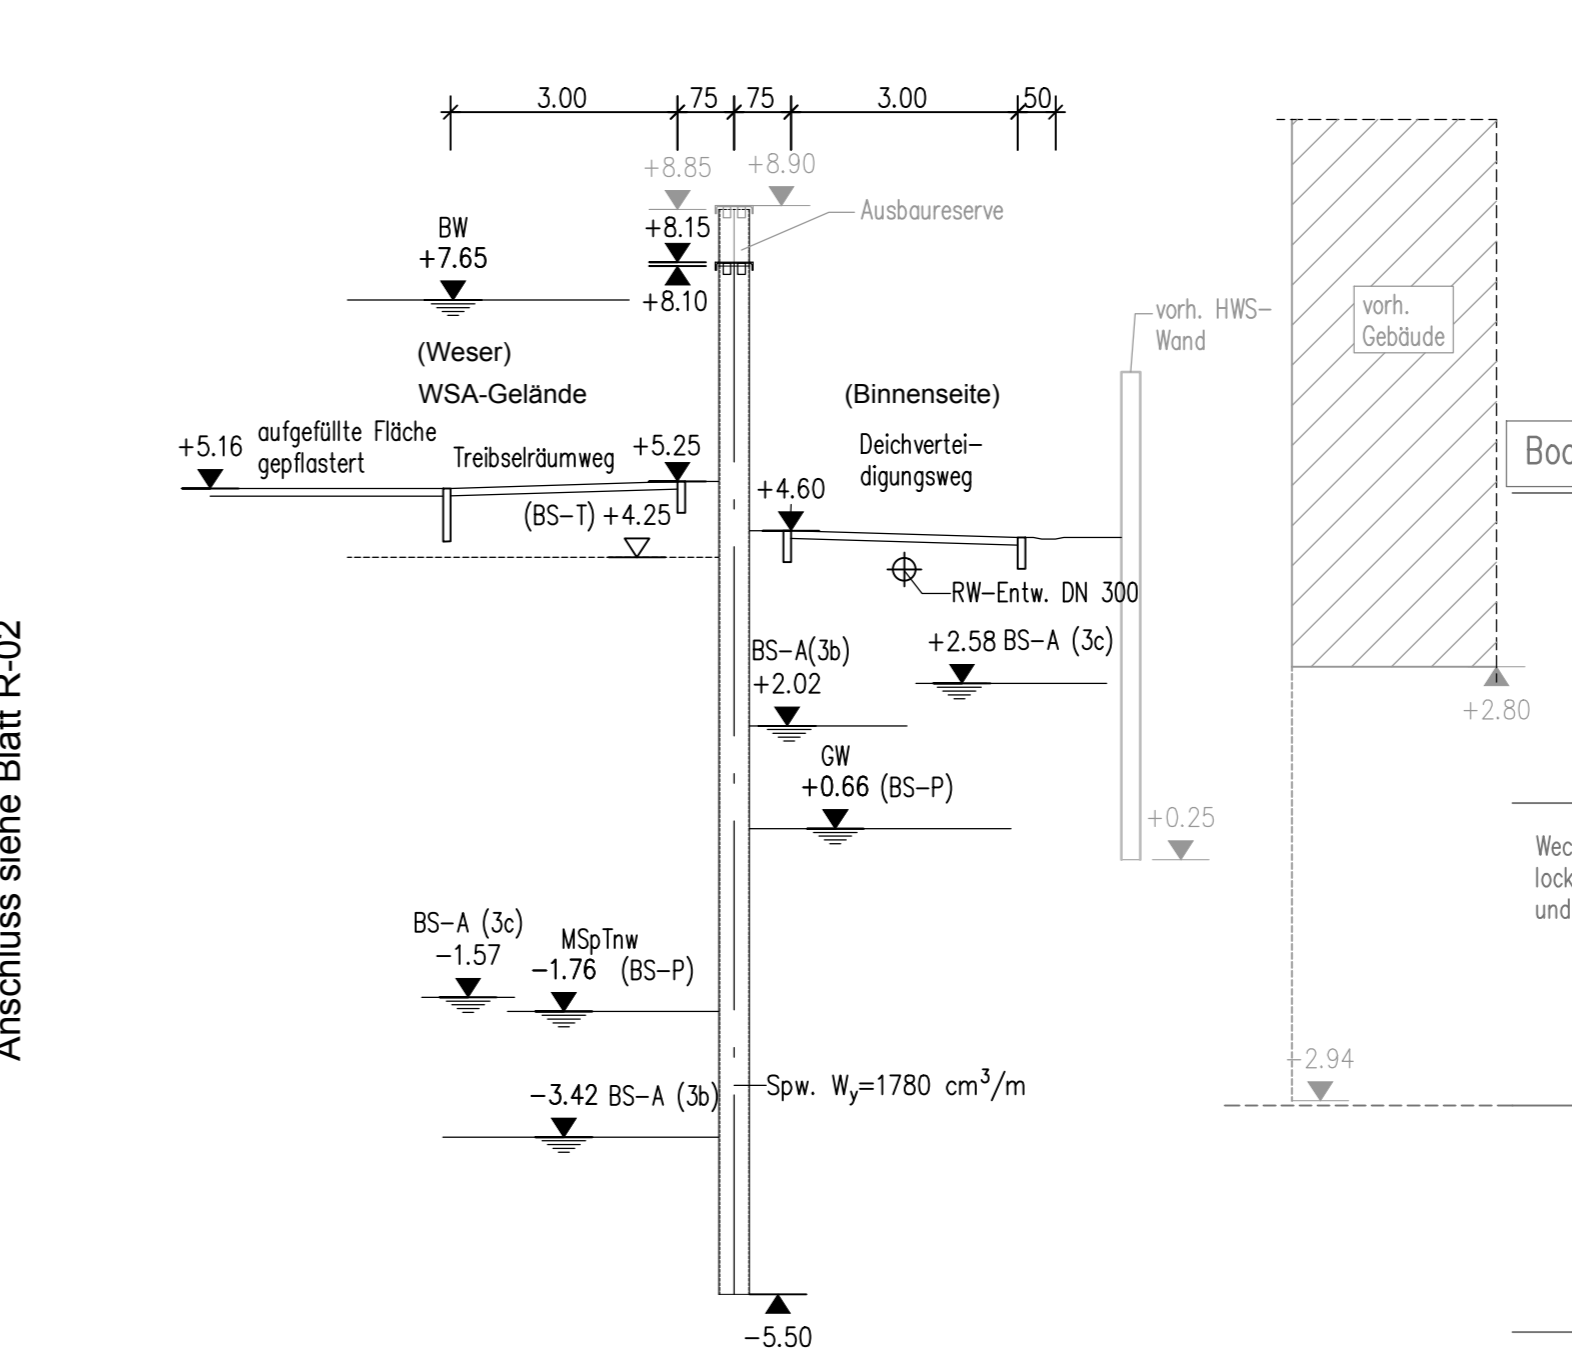 3.00
75
75
3.00
50
+8.85
+8.90
Ausbaureserve
+8.15
+8.10
BW
+7.65
(Weser)
WSA-Gelände
(Binnenseite)
vorh. HWS-
Wand
vorh.
Gebäude
+5.16
aufgefüllte Fläche
gepflastert
Treibselräumweg
+5.25
(BS-T) +4.25
Deichvertei-
digungsweg
+4.60
RW-Entw. DN 300
BS-A(3b)
+2.02
+2.58 BS-A (3c)
+2.80
GW
+0.66 (BS-P)
+0.25
BS-A (3c)
-1.57
MSpTnw
-1.76 (BS-P)
-3.42 BS-A (3b)
Spw. Wy=1780 cm³/m
-2.94
-5.50
Anschluss siehe Blatt R-02
Boo
Wec
lock
und